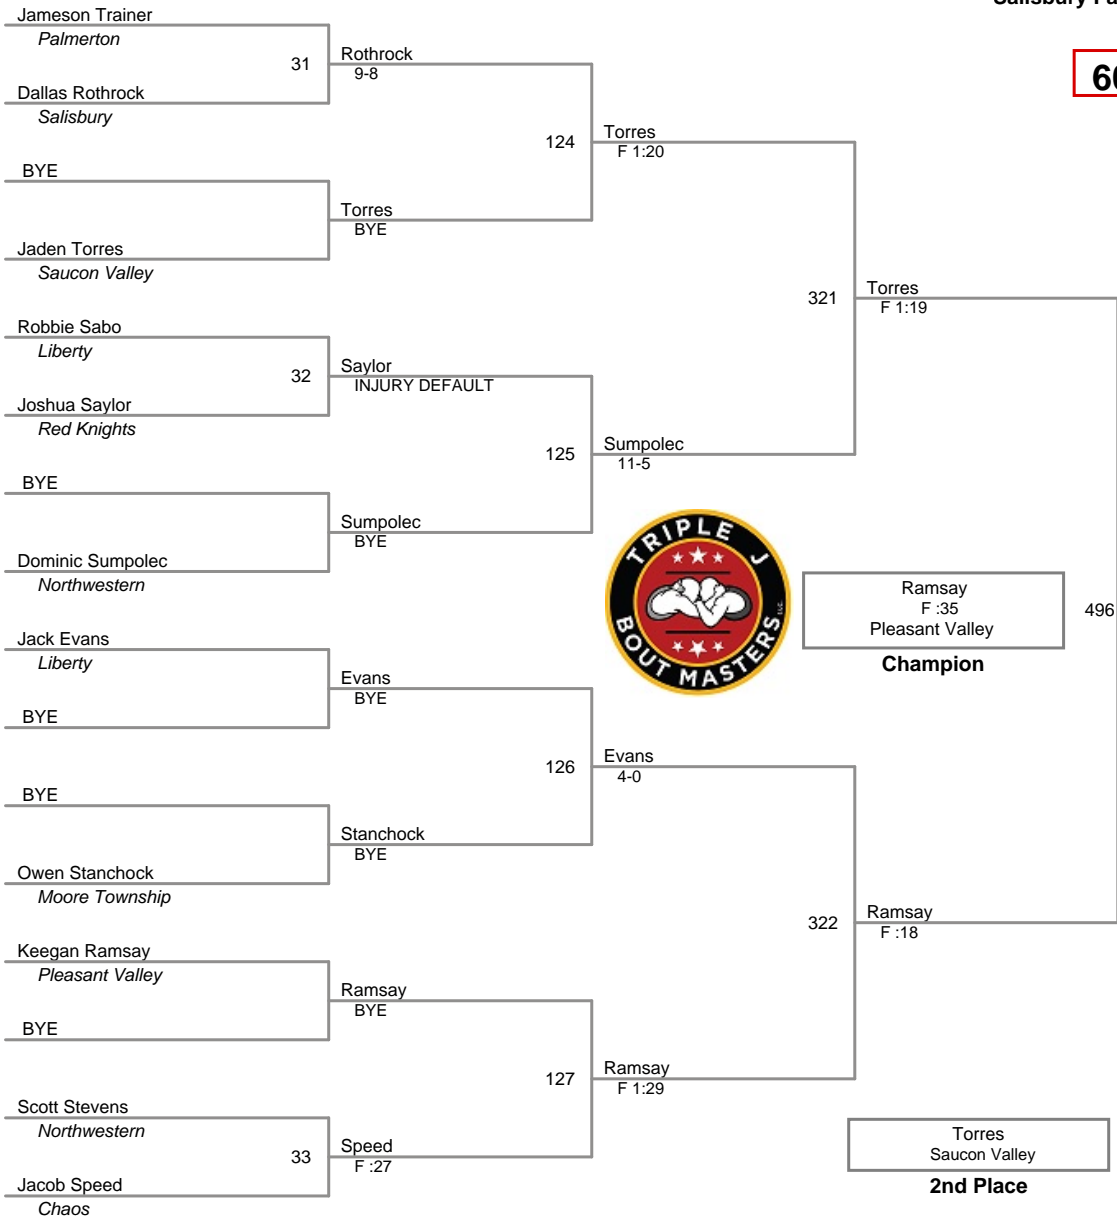 Jameson Trainer
Palmerton
31
Rothrock
9-8
Dallas Rothrock
Salisbury
124
Torres
F 1:20
BYE
Torres
BYE
Jaden Torres
Saucon Valley
321
Torres
F 1:19
Robbie Sabo
Liberty
32
Saylor
INJURY DEFAULT
Joshua Saylor
Red Knights
125
Sumpolec
11-5
BYE
Sumpolec
BYE
Dominic Sumpolec
Northwestern
TRIPLE J
BOUT MASTERS
Ramsay
F :35
Pleasant Valley
496
Champion
Jack Evans
Liberty
Evans
BYE
BYE
126
Evans
4-0
BYE
Stanchock
BYE
Owen Stanchock
Moore Township
322
Ramsay
F :18
Keegan Ramsay
Pleasant Valley
Ramsay
BYE
BYE
127
Ramsay
F 1:29
Scott Stevens
Northwestern
33
Speed
F :27
Jacob Speed
Chaos
Torres
Saucon Valley
2nd Place